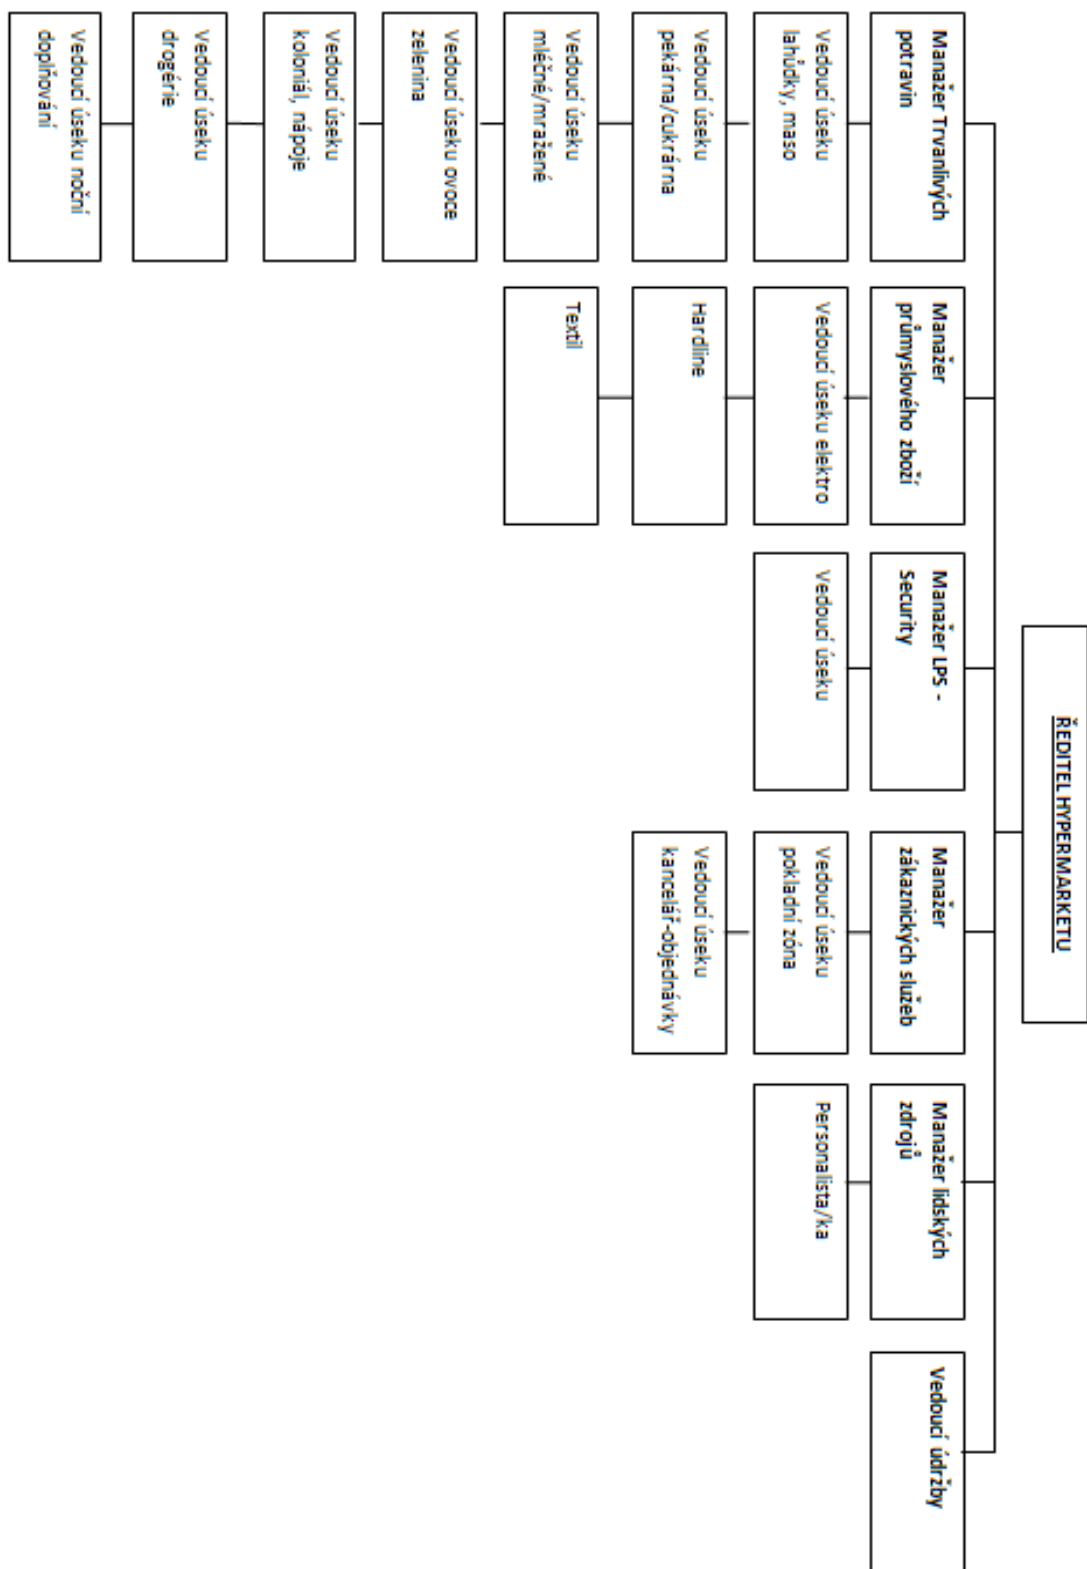 ŘEDITEL HYPERMARKETU
Manažer Trvanlivých
potravin
Manažer
průmyslového zboží
Manažer LPS -
Security
Manažer
zákaznických služeb
Manažer lidských
zdrojů
Vedoucí údržby
Vedoucí úseku
lahůdky, maso
Vedoucí úseku elektro
Vedoucí úseku
Vedoucí úseku
pokladní zóna
Personalista/ka
Vedoucí úseku
pekárna/cukrárna
Hardline
Vedoucí úseku
kancelář-objednávky
Vedoucí úseku
mléčné/mražené
Textil
Vedoucí úseku ovoce
zelenina
Vedoucí úseku
koloniál, nápoje
Vedoucí úseku
drogérie
Vedoucí úseku noční
doplňování